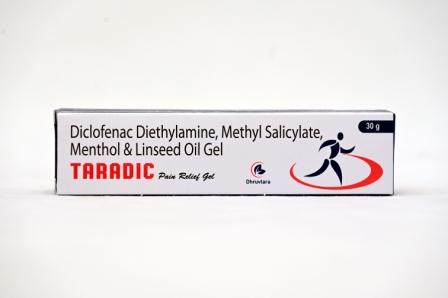 Diclofenac Diethylamine, Methyl Salicylate,
Menthol & Linseed Oil Gel
30 g
TARADIC Pain Relief Gel
Dhruvtara